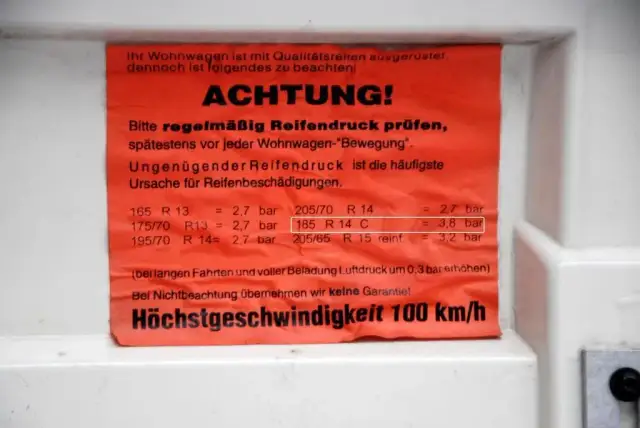 Ihr Wohnwagen ist mit Qualitätsreifen ausgerüstet,
dennoch ist folgendes zu beachten:
ACHTUNG!
Bitte regelmäßig Reifendruck prüfen,
spätestens vor jeder Wohnwagen-"Bewegung".
Ungenügender Reifendruck ist die häufigste
Ursache für Reifenbeschädigungen.
165 R 13 = 2,7 bar 205/70 R 14 = 2,7 bar
175/70 R13 = 2,7 bar 185 R 14 C = 3,8 bar
195/70 R 14 = 2,7 bar 205/65 R 15 reinf. = 3,2 bar
(bei langen Fahrten und voller Beladung Luftdruck um 0,3 bar erhöhen)
Bei Nichtbeachtung übernehmen wir keine Garantie!
Höchstgeschwindigkeit 100 km/h